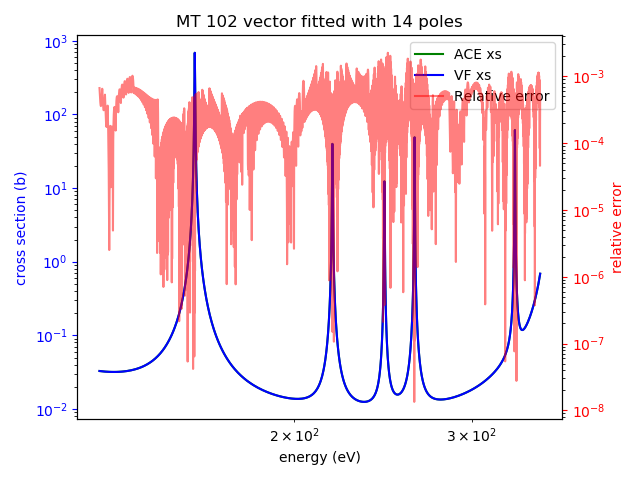 MT 102 vector fitted with 14 poles
ACE xs
VF xs
Relative error
10³
10²
10¹
10⁰
10⁻¹
10⁻²
cross section (b)
10⁻³
10⁻⁴
10⁻⁵
10⁻⁶
10⁻⁷
10⁻⁸
relative error
2 × 10²
3 × 10²
energy (eV)